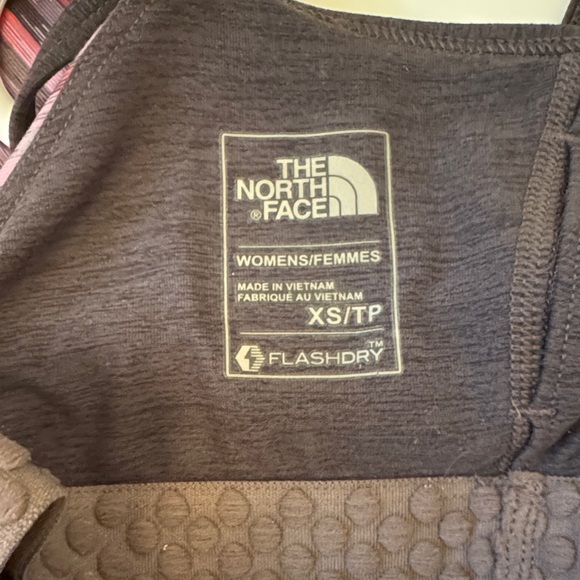 THE
NORTH
® FACE
WOMENS/FEMMES
MADE IN VIETNAM
FABRIQUÉ AU VIETNAM
XS/TP
FLASHDRY™